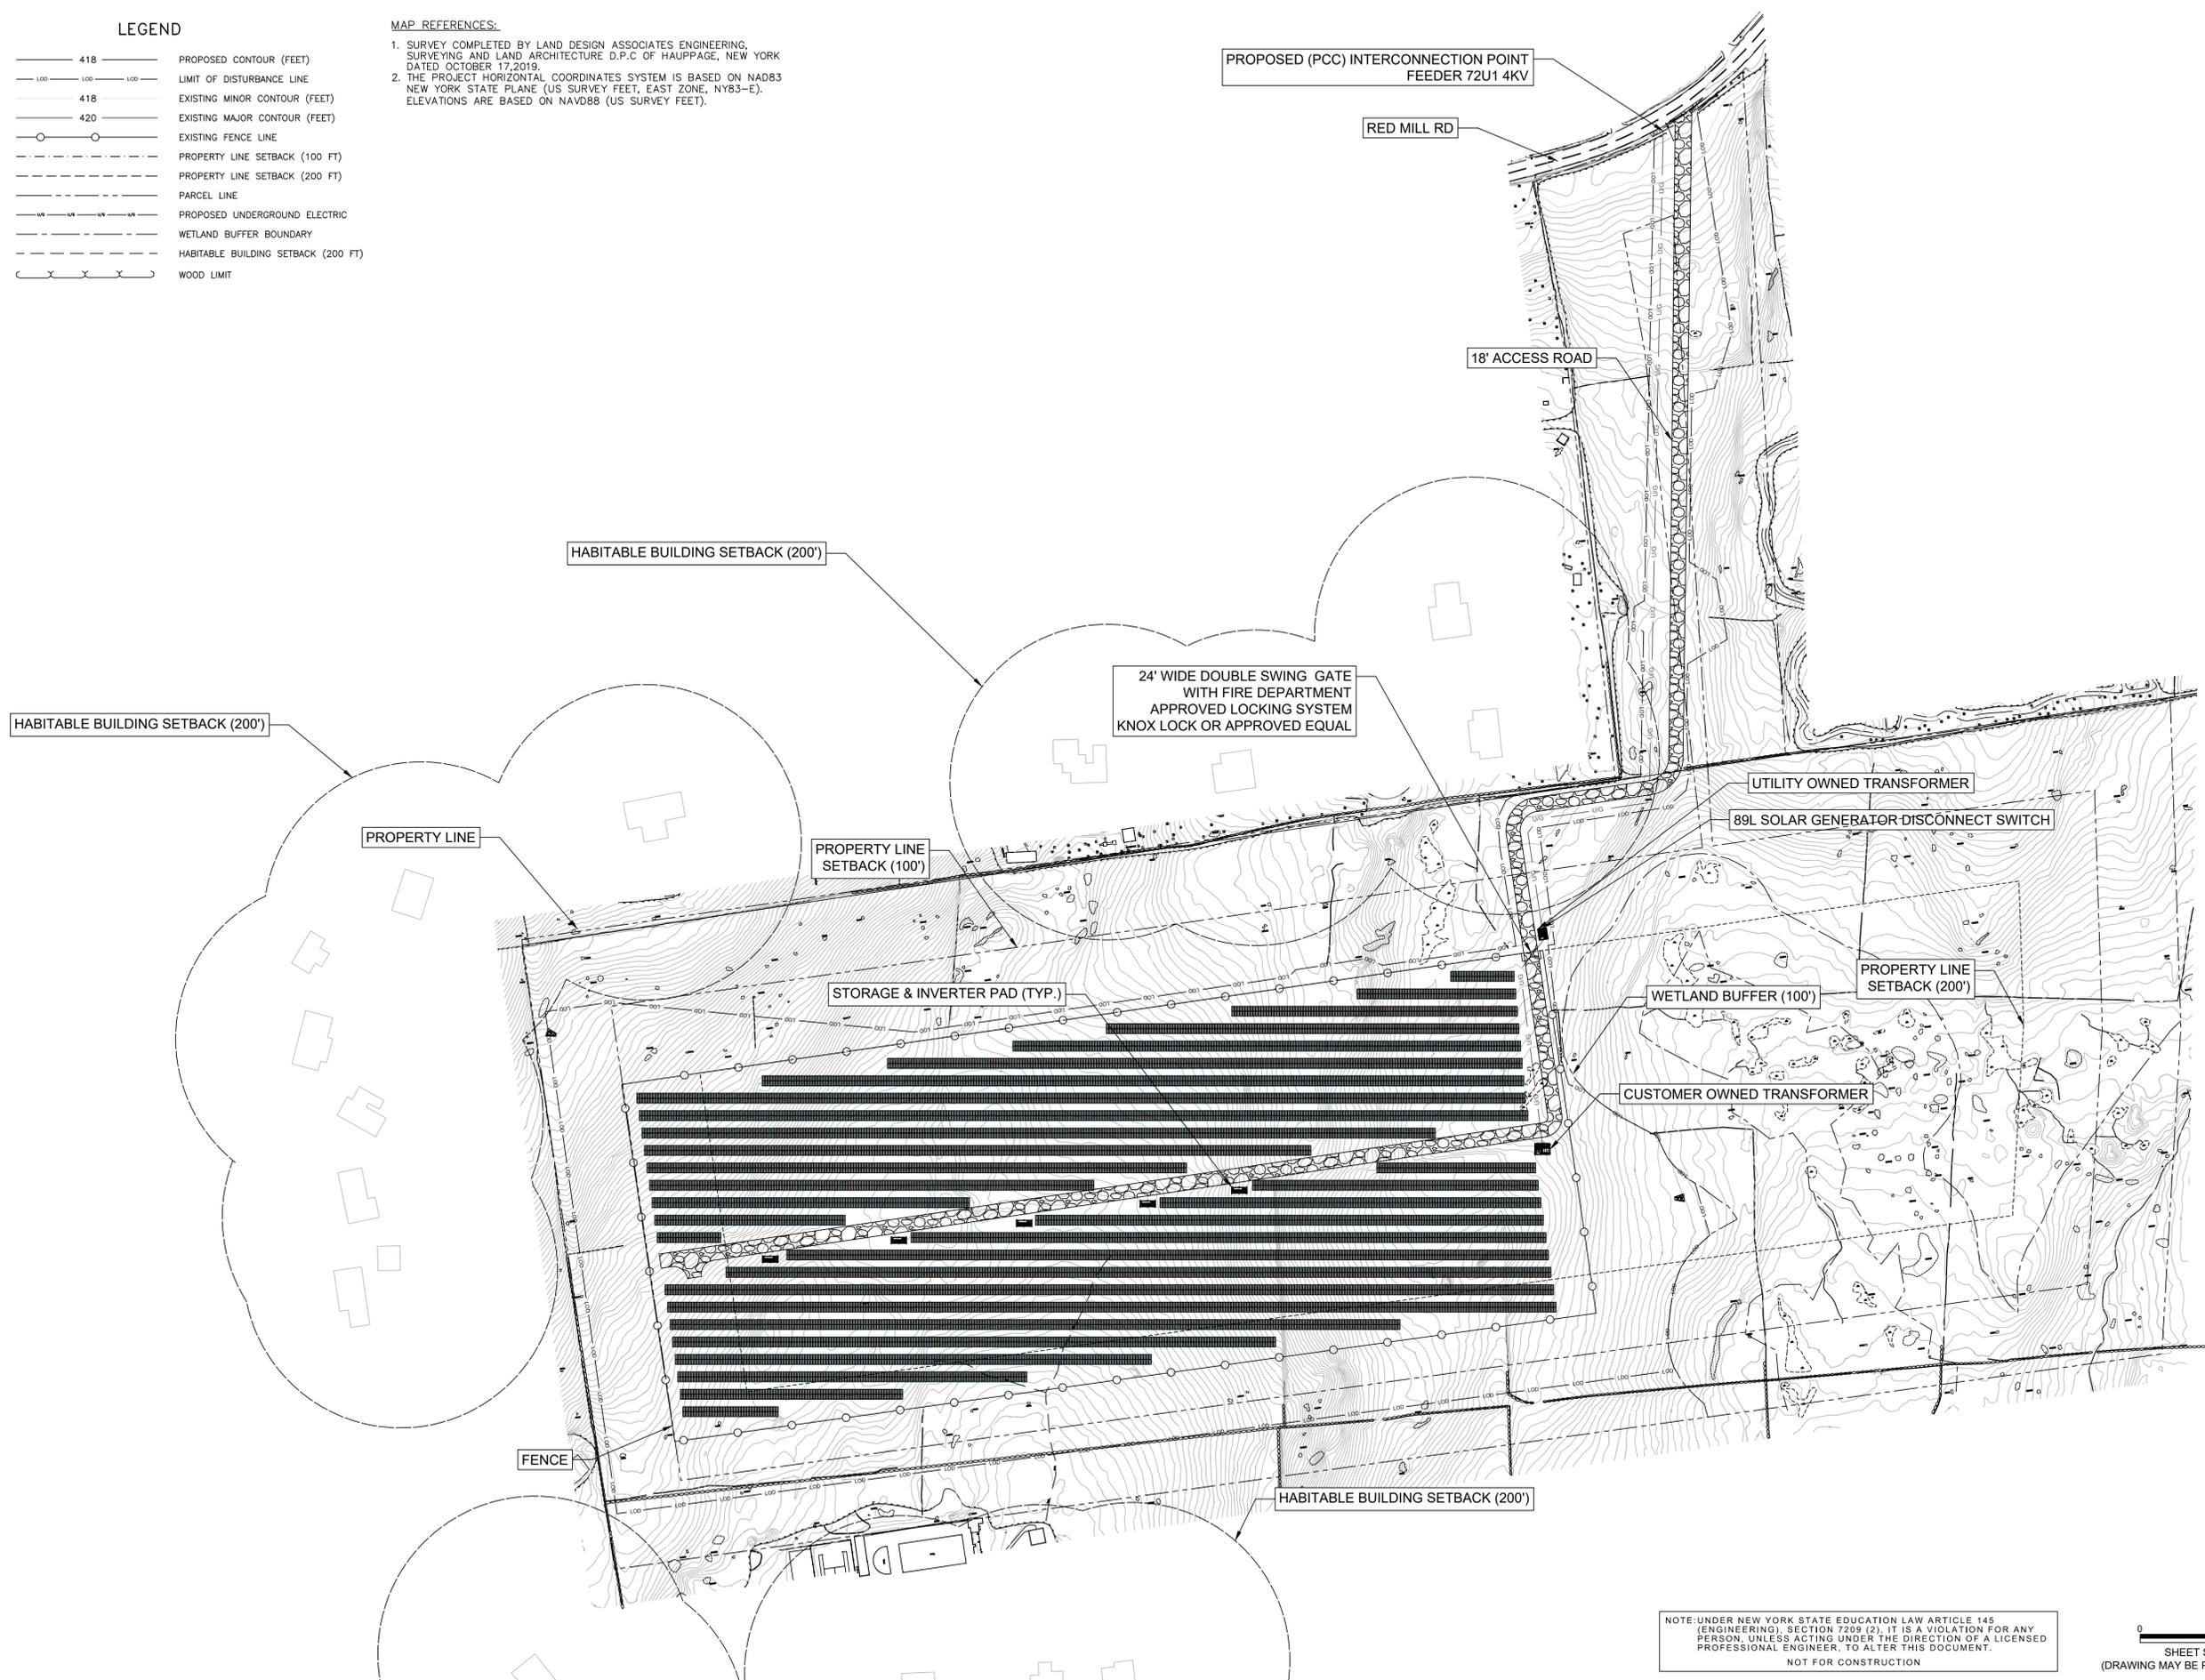 LEGEND
418
PROPOSED CONTOUR (FEET)
LOD LOD LOD
LIMIT OF DISTURBANCE LINE
418
EXISTING MINOR CONTOUR (FEET)
420
EXISTING MAJOR CONTOUR (FEET)
EXISTING FENCE LINE
PROPERTY LINE SETBACK (100 FT)
PROPERTY LINE SETBACK (200 FT)
PARCEL LINE
PROPOSED UNDERGROUND ELECTRIC
WETLAND BUFFER BOUNDARY
HABITABLE BUILDING SETBACK (200 FT)
WOOD LIMIT
MAP REFERENCES:
1. SURVEY COMPLETED BY LAND DESIGN ASSOCIATES ENGINEERING,
SURVEYING AND LAND ARCHITECTURE D.P.C OF HAUPPAGE, NEW YORK
DATED OCTOBER 17,2019.
2. THE PROJECT HORIZONTAL COORDINATES SYSTEM IS BASED ON NAD83
NEW YORK STATE PLANE (US SURVEY FEET, EAST ZONE, NY83-E).
ELEVATIONS ARE BASED ON NAVD88 (US SURVEY FEET).
PROPOSED (PCC) INTERCONNECTION POINT
FEEDER 72U1 4KV
RED MILL RD
18' ACCESS ROAD
HABITABLE BUILDING SETBACK (200')
24' WIDE DOUBLE SWING GATE
WITH FIRE DEPARTMENT
APPROVED LOCKING SYSTEM
KNOX LOCK OR APPROVED EQUAL
HABITABLE BUILDING SETBACK (200')
UTILITY OWNED TRANSFORMER
89L SOLAR GENERATOR DISCONNECT SWITCH
PROPERTY LINE
PROPERTY LINE
SETBACK (100')
STORAGE & INVERTER PAD (TYP.)
PROPERTY LINE
SETBACK (200')
WETLAND BUFFER (100')
CUSTOMER OWNED TRANSFORMER
FENCE
HABITABLE BUILDING SETBACK (200')
NOTE: UNDER NEW YORK STATE EDUCATION LAW ARTICLE 145
(ENGINEERING), SECTION 7209 (2), IT IS A VIOLATION FOR ANY
PERSON, UNLESS ACTING UNDER THE DIRECTION OF A LICENSED
PROFESSIONAL ENGINEER, TO ALTER THIS DOCUMENT.
NOT FOR CONSTRUCTION
0
SHEET
(DRAWING MAY BE